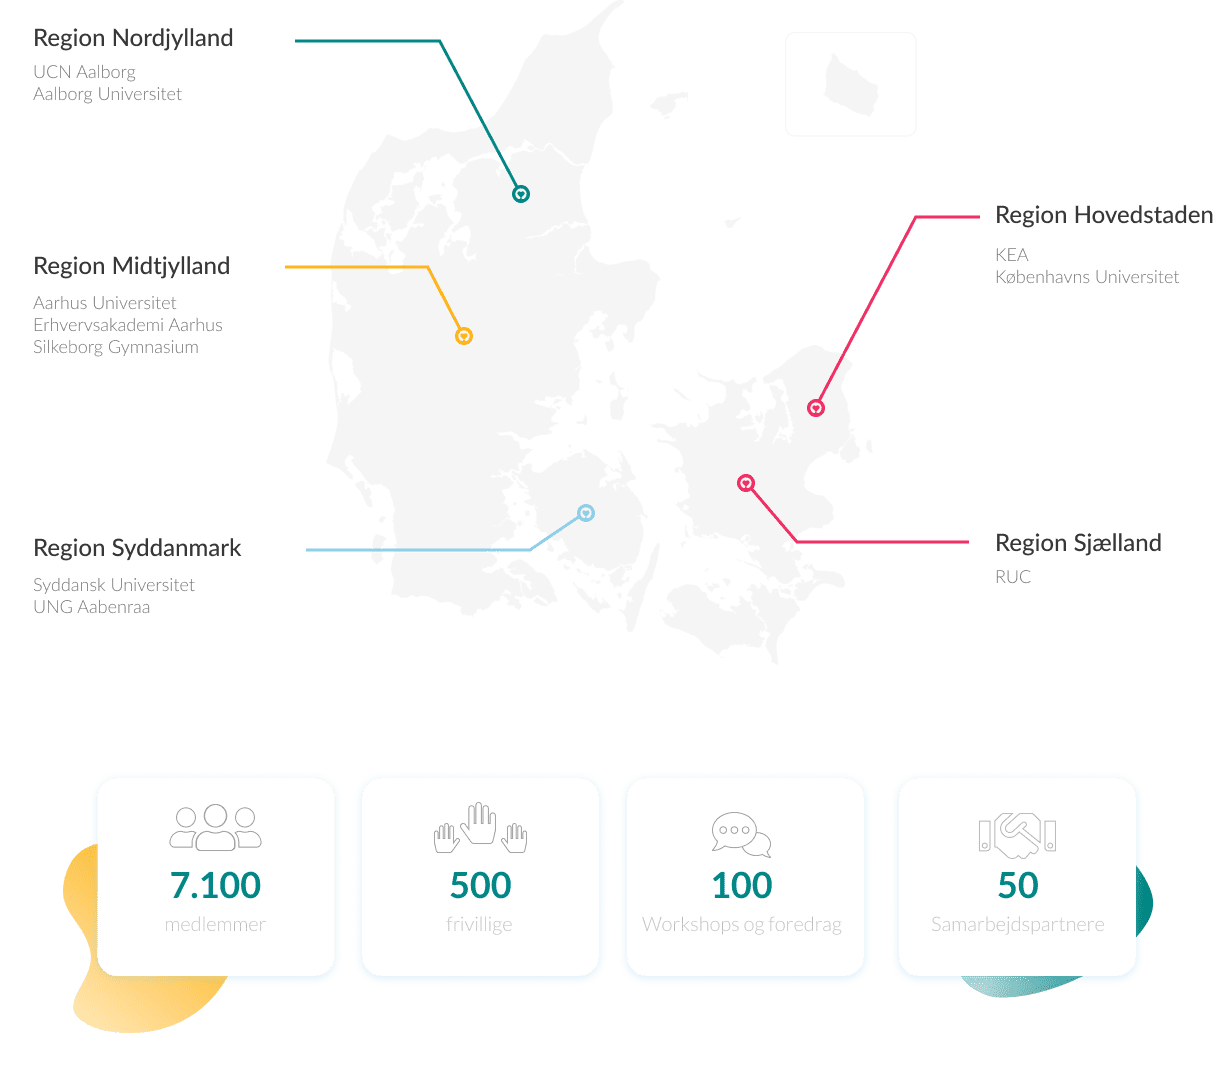 Region Nordjylland
UCN Aalborg
Aalborg Universitet
Region Midtjylland
Aarhus Universitet
Erhvervsakademi Aarhus
Silkeborg Gymnasium
Region Syddanmark
Syddansk Universitet
UNG Aabenraa
Region Hovedstaden
KEA
Københavns Universitet
Region Sjælland
RUC
7.100
medlemmer
500
frivillige
100
Workshops og foredrag
50
Samarbejdspartnere